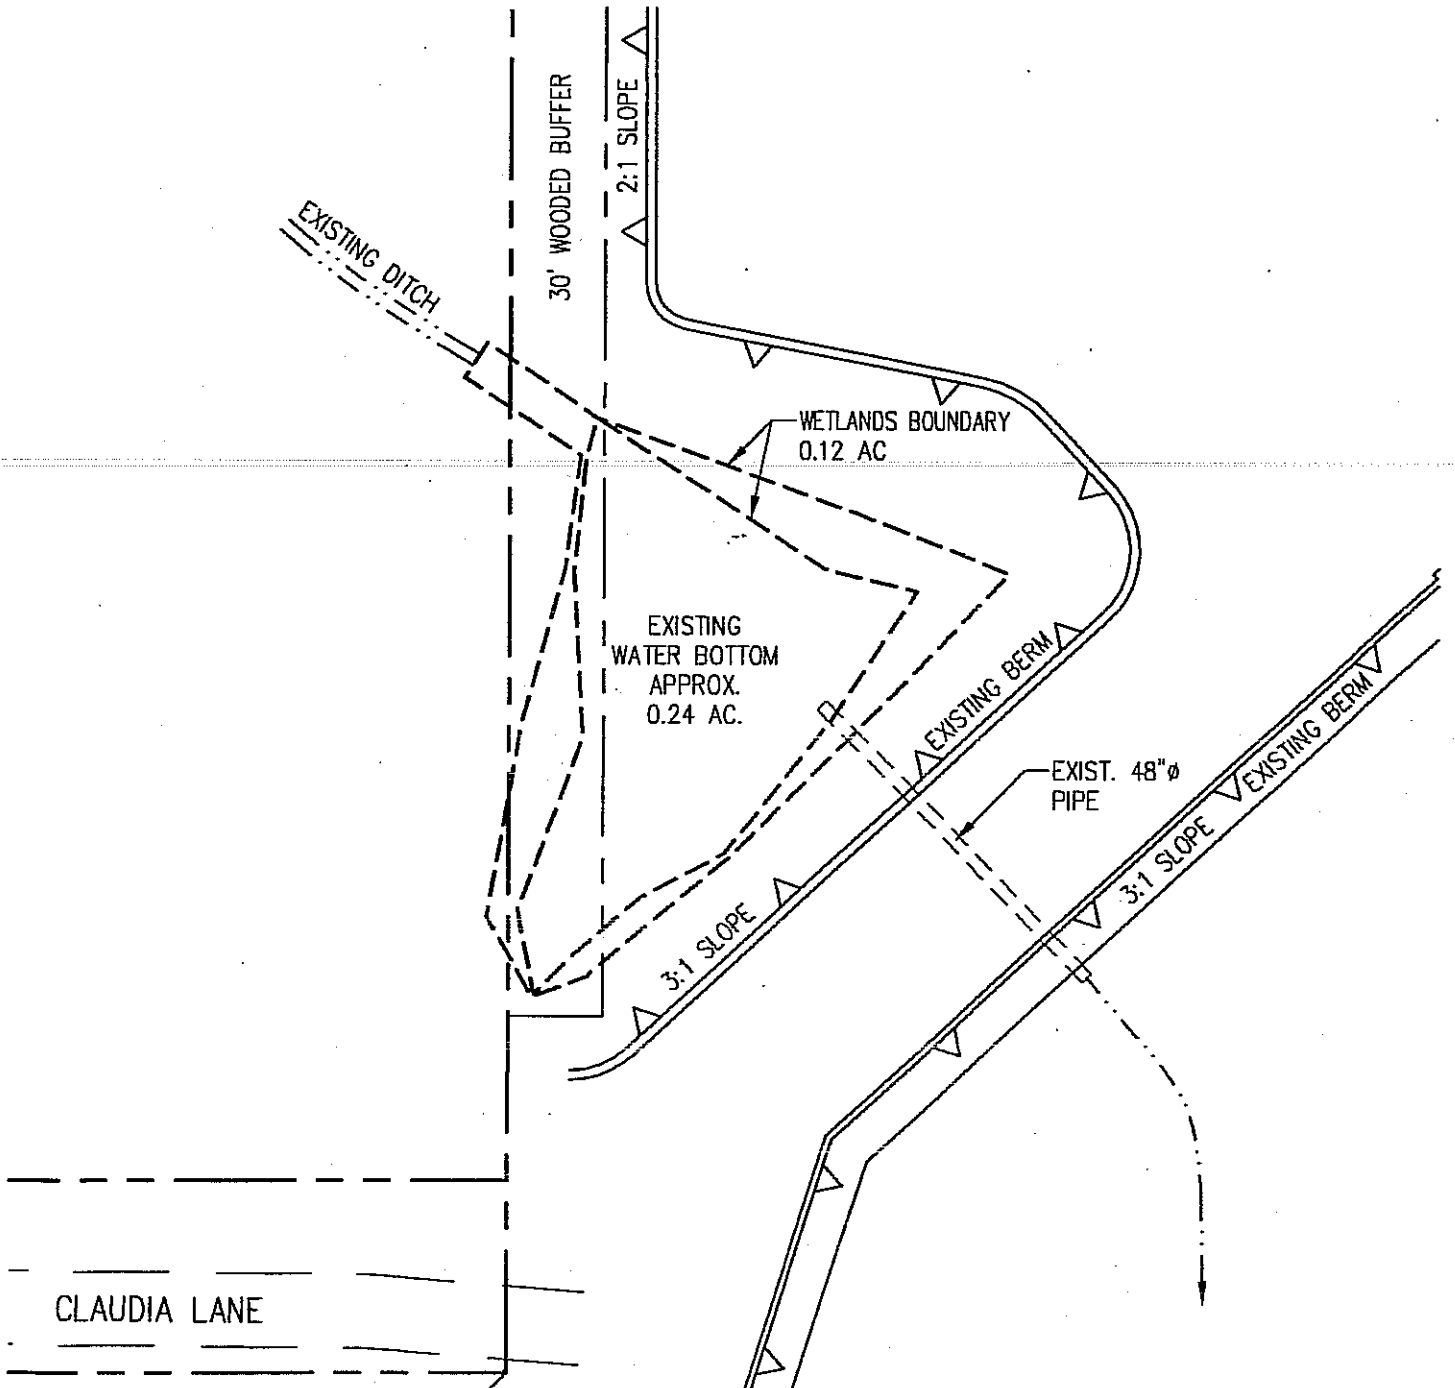 30' WOODED BUFFER
2:1 SLOPE
EXISTING DITCH
WETLANDS BOUNDARY
0.12 AC
EXISTING
WATER BOTTOM
APPROX.
0.24 AC.
EXISTING BERM
EXISTING BERM
EXIST. 48"ø
PIPE
3:1 SLOPE
3:1 SLOPE
CLAUDIA LANE